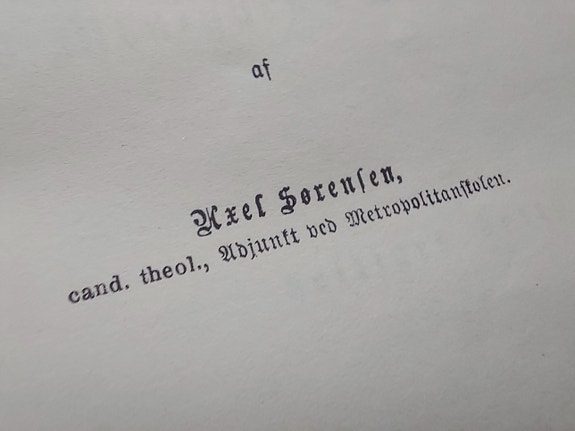 af
Axel Sørensen,
cand. theol., Adjunkt ved Metropolitanskolen.